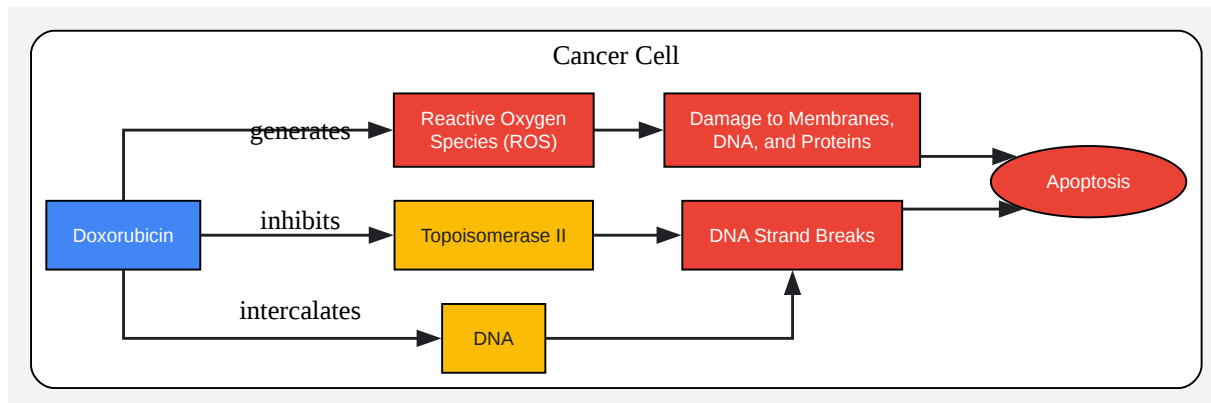 Cancer Cell
generates
Reactive Oxygen
Species (ROS)
Damage to Membranes,
DNA, and Proteins
Apoptosis
Doxorubicin
inhibits
Topoisomerase II
DNA Strand Breaks
intercalates
DNA